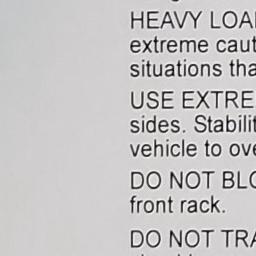 HEAVY LOA
extreme caut
situations tha
USE EXTRE
sides. Stabilit
vehicle to ove
DO NOT BLO
front rack.
DO NOT TRA